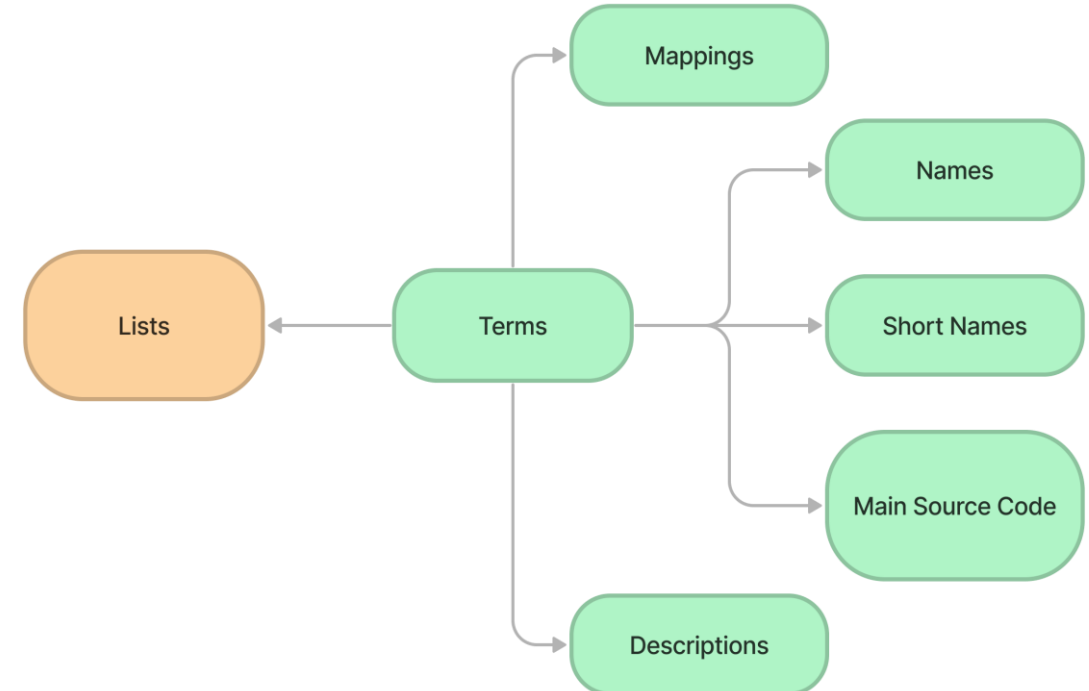 Mappings
Names
Lists
Terms
Short Names
Main Source Code
Descriptions